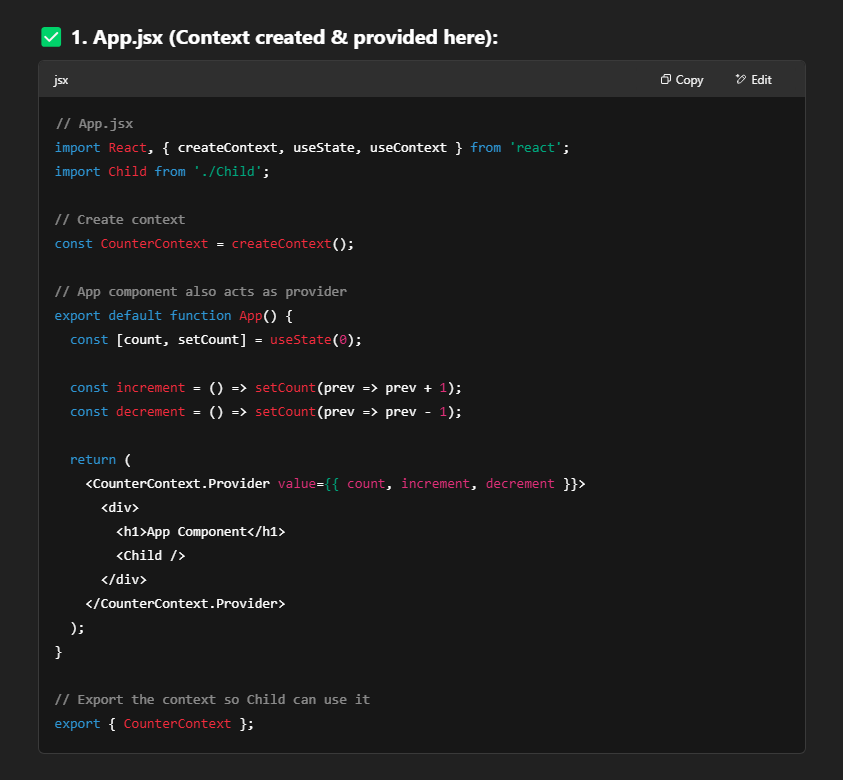 ✅ 1. App.jsx (Context created & provided here):
jsx Copy Edit
// App.jsx
import React, { createContext, useState, useContext } from 'react';
import Child from './Child';

// Create context
const CounterContext = createContext();

// App component also acts as provider
export default function App() {
  const [count, setCount] = useState(0);

  const increment = () => setCount(prev => prev + 1);
  const decrement = () => setCount(prev => prev - 1);

  return (
    <CounterContext.Provider value={{ count, increment, decrement }}>
      <div>
        <h1>App Component</h1>
        <Child />
      </div>
    </CounterContext.Provider>
  );
}

// Export the context so Child can use it
export { CounterContext };